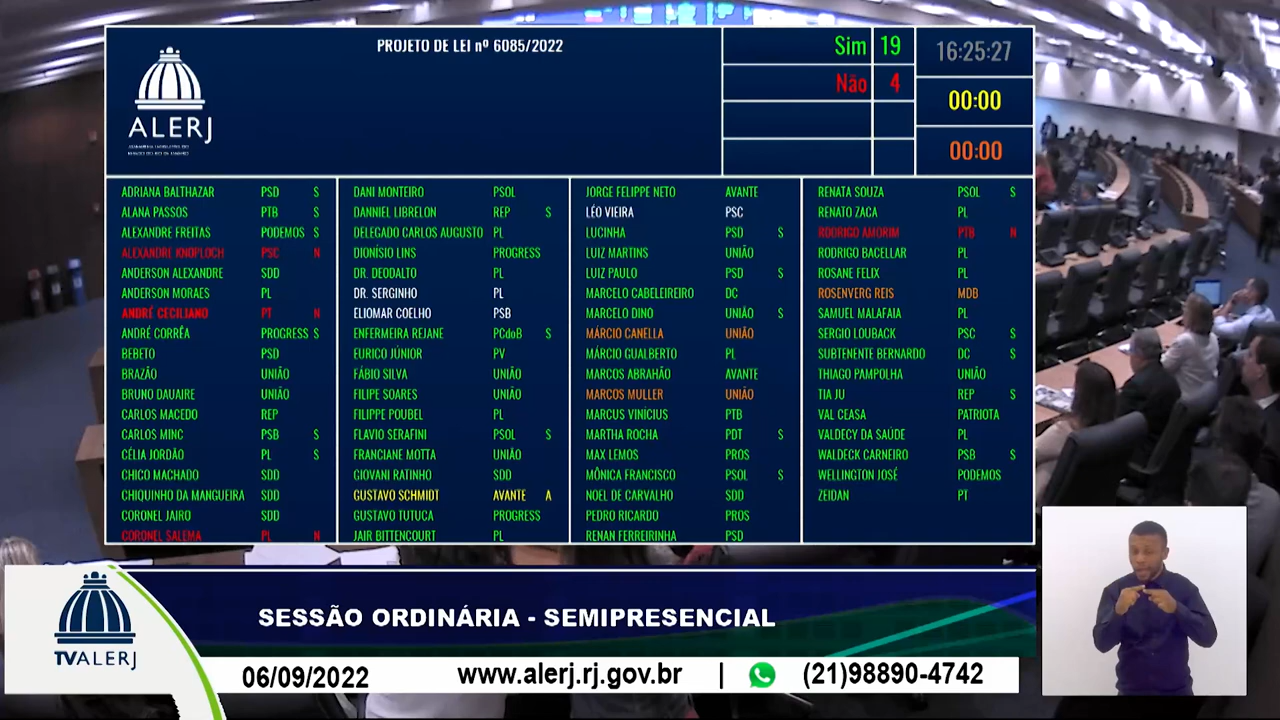 PROJETO DE LEI nº 6085/2022
ALERJ
ASSEMBLEIA LEGISLATIVA DO
ESTADO DO RIO DE JANEIRO
Sim 19
Não 4
16:25:27
00:00
00:00
ADRIANA BALTHAZAR PSD S
ALANA PASSOS PTB S
ALEXANDRE FREITAS PODEMOS S
ALEXANDRE KNOPLOCH PSC N
ANDERSON ALEXANDRE SDD
ANDERSON MORAES PL
ANDRÉ CECILIANO PT N
ANDRÉ CORRÊA PROGRESS S
BEBETO PSD
BRAZÃO UNIÃO
BRUNO DAUAIRE UNIÃO
CARLOS MACEDO REP
CARLOS MINC PSB S
CÉLIA JORDÃO PL S
CHICO MACHADO SDD
CHIQUINHO DA MANGUEIRA SDD
CORONEL JAIRO SDD
CORONEL SALEMA PL N
DANI MONTEIRO PSOL
DANNIEL LIBRELON REP S
DELEGADO CARLOS AUGUSTO PL
DIONÍSIO LINS PROGRESS
DR. DEODALTO PL
DR. SERGINHO PL
ELIOMAR COELHO PSB
ENFERMEIRA REJANE PCdoB S
EURICO JÚNIOR PV
FÁBIO SILVA UNIÃO
FILIPE SOARES UNIÃO
FILIPPE POUBEL PL
FLAVIO SERAFINI PSOL S
FRANCIANE MOTTA UNIÃO
GIOVANI RATINHO SDD
GUSTAVO SCHMIDT AVANTE A
GUSTAVO TUTUCA PROGRESS
JAIR BITTENCOURT PL
JORGE FELIPPE NETO AVANTE
LÉO VIEIRA PSC
LUCINHA PSD S
LUIZ MARTINS UNIÃO
LUIZ PAULO PSD S
MARCELO CABELEIREIRO DC
MARCELO DINO UNIÃO S
MÁRCIO CANELLA UNIÃO
MÁRCIO GUALBERTO PL
MARCOS ABRAHÃO AVANTE
MARCOS MULLER UNIÃO
MARCUS VINÍCIUS PTB
MARTHA ROCHA PDT S
MAX LEMOS PROS
MÔNICA FRANCISCO PSOL S
NOEL DE CARVALHO SDD
PEDRO RICARDO PROS
RENAN FERREIRINHA PSD
RENATA SOUZA PSOL S
RENATO ZACA PL
RODRIGO AMORIM PTB N
RODRIGO BACELLAR PL
ROSANE FELIX PL
ROSENVERG REIS MDB
SAMUEL MALAFAIA PL
SERGIO LOUBACK PSC S
SUBTENENTE BERNARDO DC S
THIAGO PAMPOLHA UNIÃO
TIA JU REP S
VAL CEASA PATRIOTA
VALDECY DA SAÚDE PL
WALDECK CARNEIRO PSB S
WELLINGTON JOSÉ PODEMOS
ZEIDAN PT
SESSÃO ORDINÁRIA - SEMIPRESENCIAL
TVALERJ
06/09/2022 www.alerj.rj.gov.br | (21)98890-4742